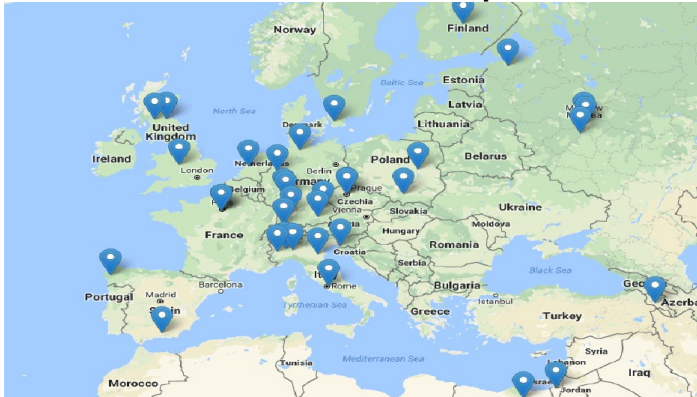 Norway
Finland
Estonia
Baltic Sea
Latvia
North Sea
Lithuania
United
Kingdom
Ireland
London
Netherlands
Berlin
Poland
Belarus
Belgium
Prague
Czechia
Vienna
Slovakia
Ukraine
France
Hungary
Moldova
Croatia
Romania
Serbia
Black Sea
Barcelona
Rome
Bulgaria
Portugal
Madrid
Istanbul
Tyrrhenian Sea
Greece
Turkey
Mediterranean Sea
Syria
Tunisia
Lebanon
Iraq
Morocco
Jordan